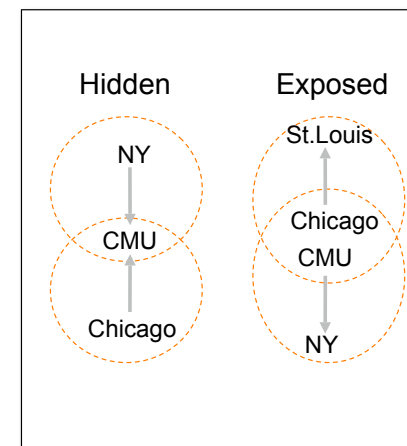 Hidden
NY
CMU
Chicago
Exposed
St.Louis
Chicago
CMU
NY